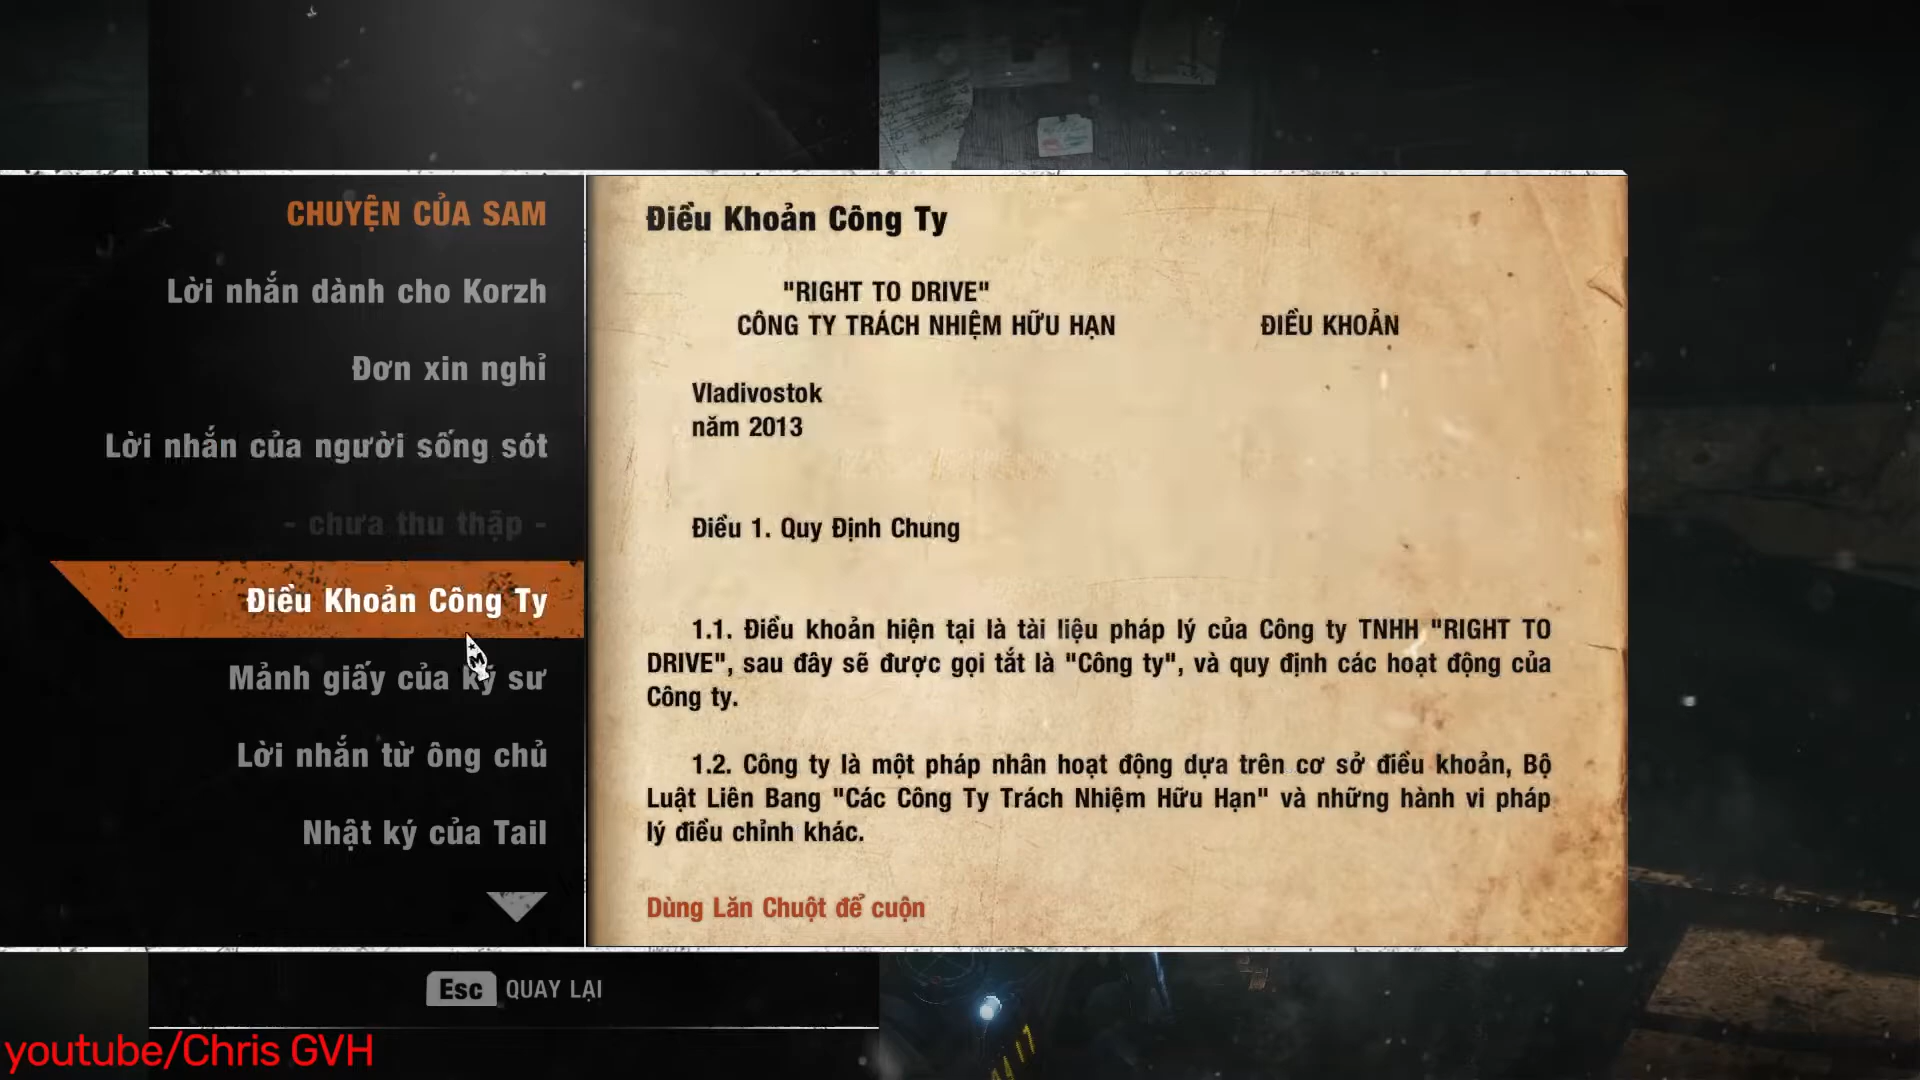 CHUYỆN CỦA SAM
Lời nhắn dành cho Korzh
Đơn xin nghỉ
Lời nhắn của người sống sót
- chưa thu thập -
Điều Khoản Công Ty
Mảnh giấy của kỹ sư
Lời nhắn từ ông chủ
Nhật ký của Tail
Điều Khoản Công Ty
"RIGHT TO DRIVE"
CÔNG TY TRÁCH NHIỆM HỮU HẠN ĐIỀU KHOẢN
Vladivostok
năm 2013
Điều 1. Quy Định Chung
1.1. Điều khoản hiện tại là tài liệu pháp lý của Công ty TNHH "RIGHT TO
DRIVE", sau đây sẽ được gọi tắt là "Công ty", và quy định các hoạt động của
Công ty.
1.2. Công ty là một pháp nhân hoạt động dựa trên cơ sở điều khoản, Bộ
Luật Liên Bang "Các Công Ty Trách Nhiệm Hữu Hạn" và những hành vi pháp
lý điều chỉnh khác.
Dùng Lăn Chuột để cuộn
Esc QUAY LẠI
youtube/Chris GVH